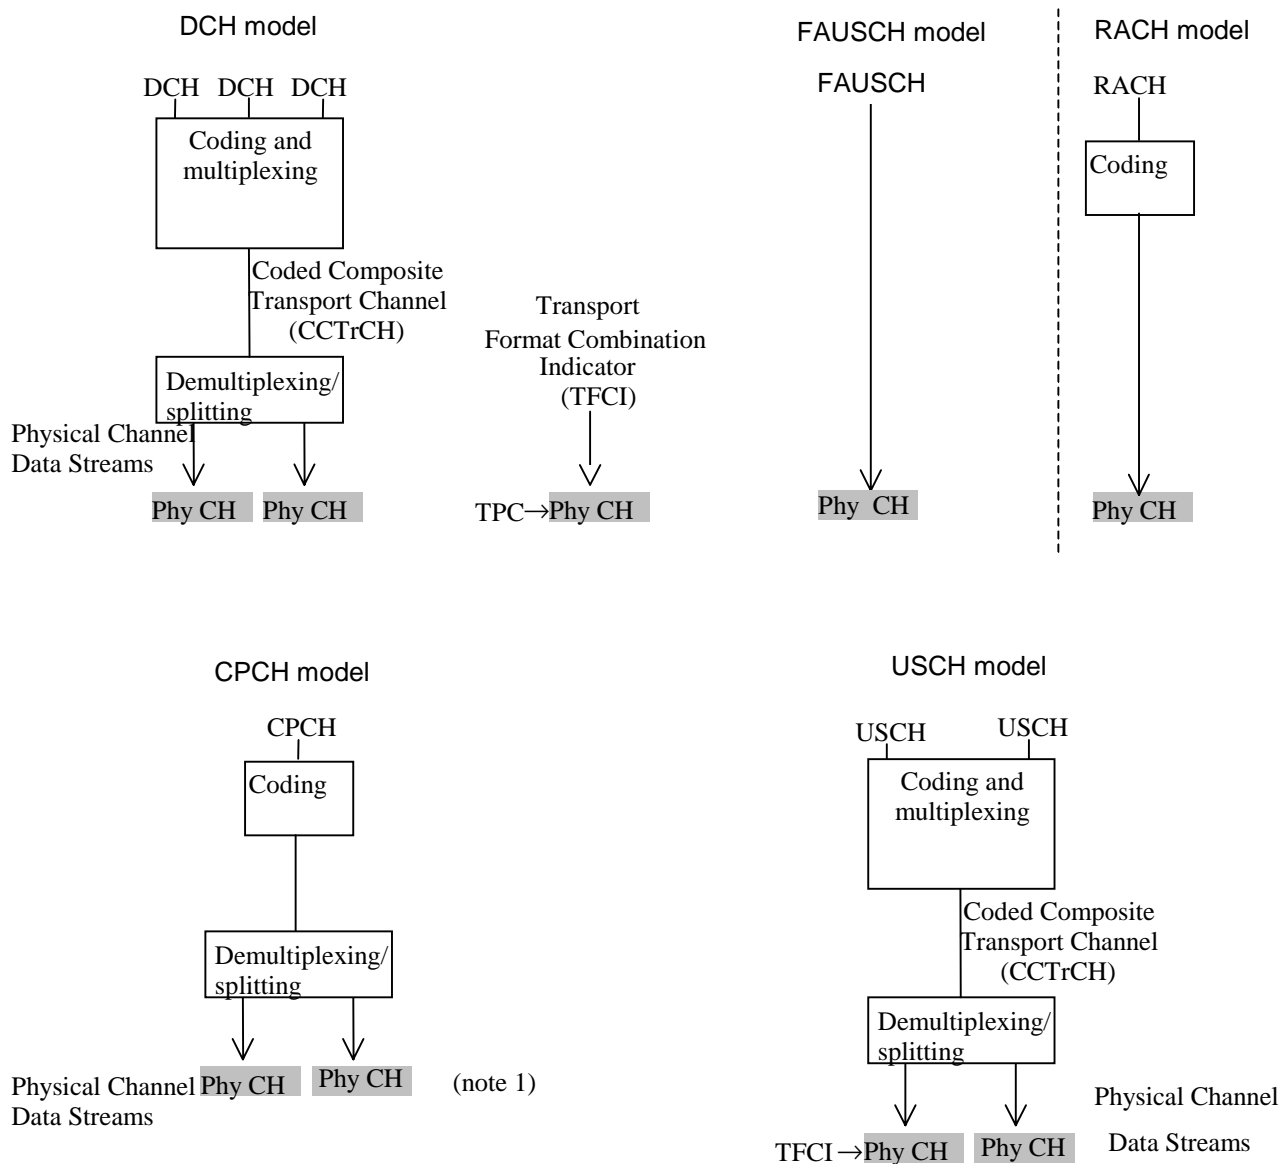 DCH model
FAUSCH model
RACH model
DCH DCH DCH
FAUSCH
RACH
Coding and
multiplexing
Coding
Coded Composite
Transport Channel
(CCTrCH)
Transport
Format Combination
Indicator
(TFCI)
Demultiplexing/
splitting
Physical Channel
Data Streams
Phy CH
Phy CH
TPC→Phy CH
Phy CH
Phy CH
CPCH model
USCH model
CPCH
USCH
USCH
Coding
Coding and
multiplexing
Coded Composite
Transport Channel
(CCTrCH)
Demultiplexing/
splitting
Demultiplexing/
splitting
Physical Channel
Data Streams
Phy CH
Phy CH
(note 1)
Physical Channel
Data Streams
TFCI→Phy CH
Phy CH